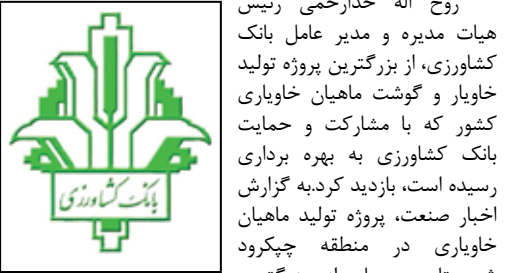 روح اله خدارحمی رئیس
هیات مدیره و مدیر عامل بانک
کشاورزی، از بزرگترین پروژه تولید
خاویار و گوشت ماهیان خاویاری
کشور که با مشارکت و حمایت
بانک کشاورزی به بهره برداری
رسیده است، بازدید کرد.به گزارش
اخبار صنعت، پروژه تولید ماهیان
خاویاری در منطقه چپکرود
بانک کشاورزی